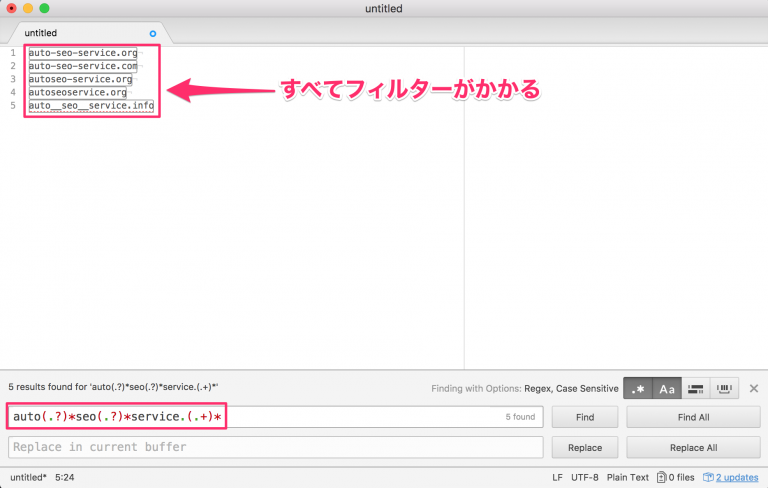 untitled
untitled
1 auto-seo-service.org
2 auto-seo-service.com
3 autoseo-service.org
4 autoseoservice.org
5 auto__seo__service.info
すべてフィルターがかかる
5 results found for 'auto(.?)*seo(.?)*service.(.+)*'
Finding with Options: Regex, Case Sensitive
.* Aa
auto(.?)*seo(.?)*service.(.+)*
5 found
Find
Find All
Replace in current buffer
Replace
Replace All
untitled* 5:24
LF UTF-8 Plain Text 0 files 2 updates